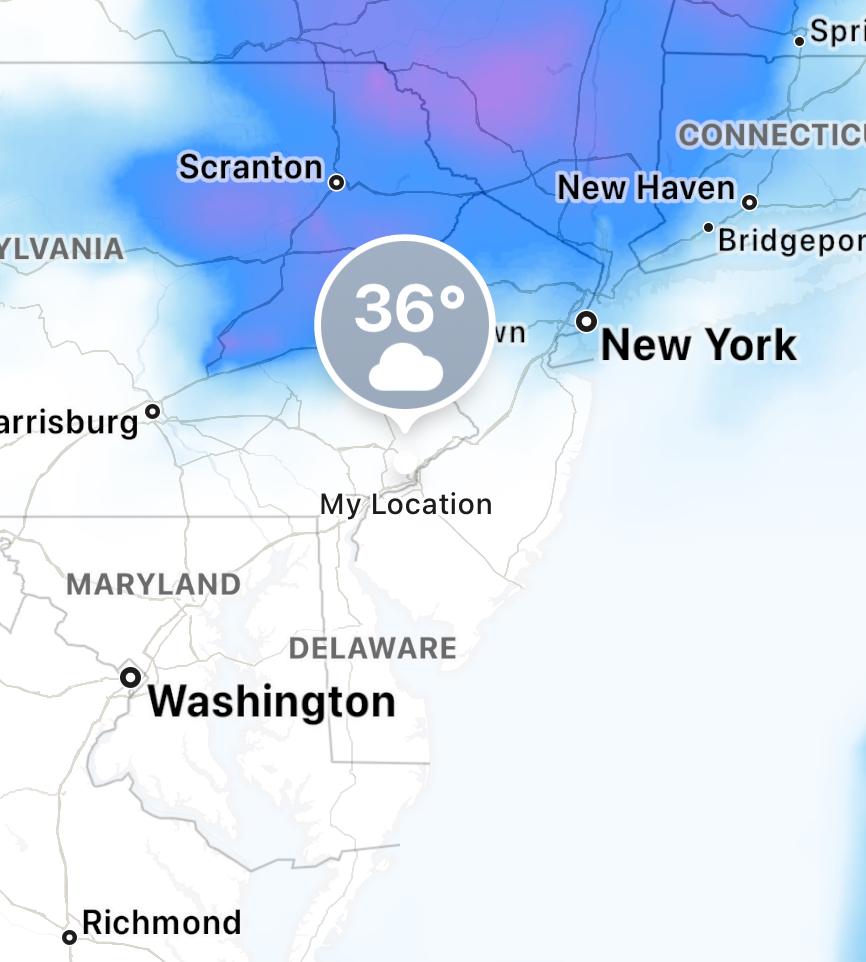 Spri
CONNECTICU
Scranton
New Haven
YLVANIA
Bridgepor
36°
wn
New York
arrisburg
My Location
MARYLAND
DELAWARE
Washington
Richmond